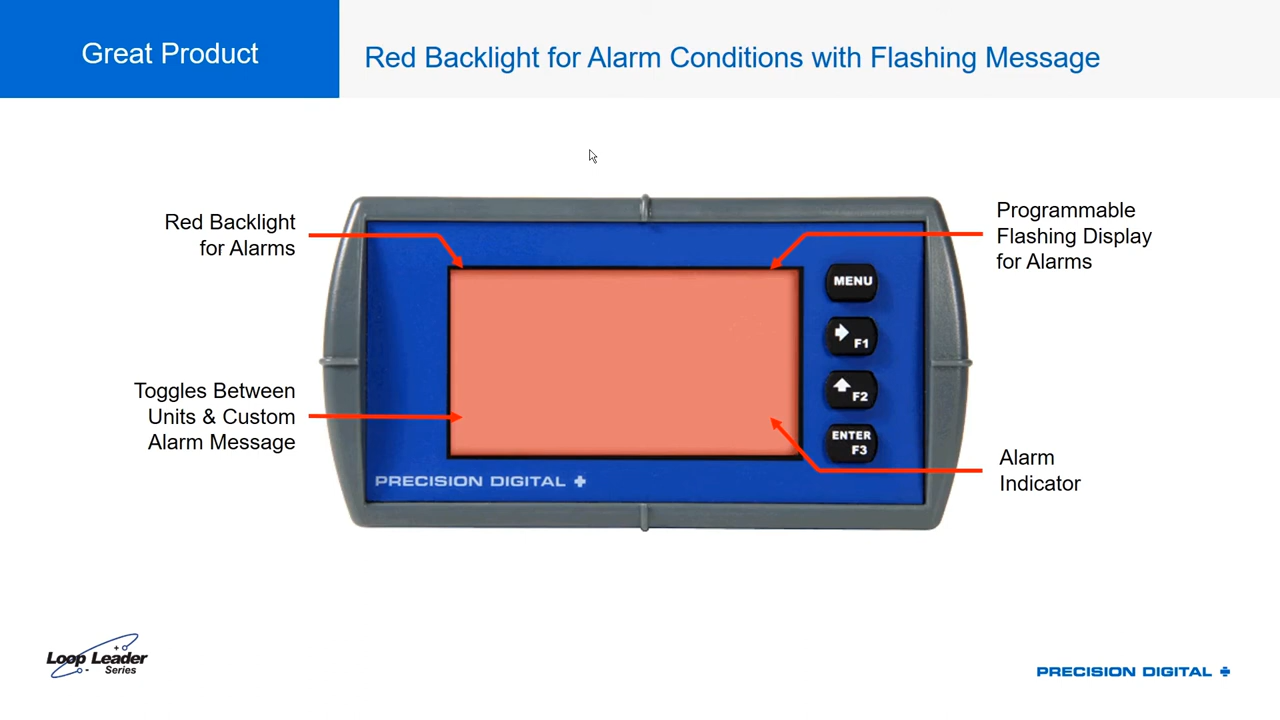 Great Product
Red Backlight for Alarm Conditions with Flashing Message
Red Backlight
for Alarms
Programmable
Flashing Display
for Alarms
MENU
F1
F2
ENTER
F3
Toggles Between
Units & Custom
Alarm Message
Alarm
Indicator
PRECISION DIGITAL
Loop Leader
Series
PRECISION DIGITAL